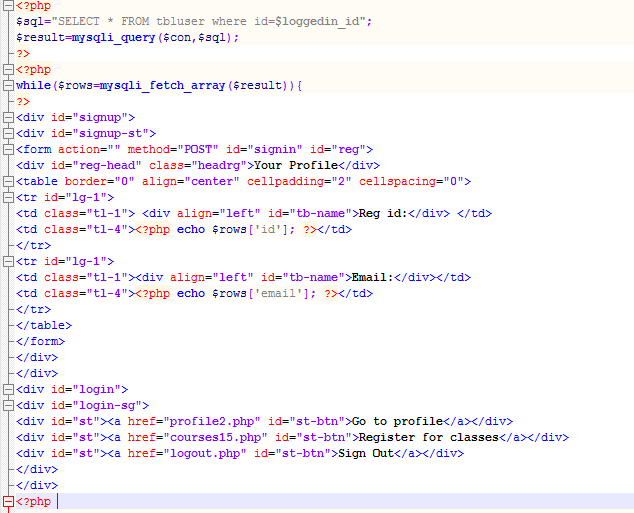 <?php
$sql="SELECT * FROM tbluser where id=$loggedin_id";
$result=mysqli_query($con,$sql);
?>
<?php
while($rows=mysqli_fetch_array($result)){
?>
<div id="signup">
<div id="signup-st">
<form action="" method="POST" id="signin" id="reg">
<div id="reg-head" class="headrg">Your Profile</div>
<table border="0" align="center" cellpadding="2" cellspacing="0">
<tr id="lg-1">
<td class="tl-1"> <div align="left" id="tb-name">Reg id:</div> </td>
<td class="tl-4"><?php echo $rows['id']; ?></td>
</tr>
<tr id="lg-1">
<td class="tl-1"><div align="left" id="tb-name">Email:</div></td>
<td class="tl-4"><?php echo $rows['email']; ?></td>
</tr>
</table>
</form>
</div>
</div>
<div id="login">
<div id="login-sg">
<div id="st"><a href="profile2.php" id="st-btn">Go to profile</a></div>
<div id="st"><a href="courses15.php" id="st-btn">Register for classes</a></div>
<div id="st"><a href="logout.php" id="st-btn">Sign Out</a></div>
</div>
</div>
<?php